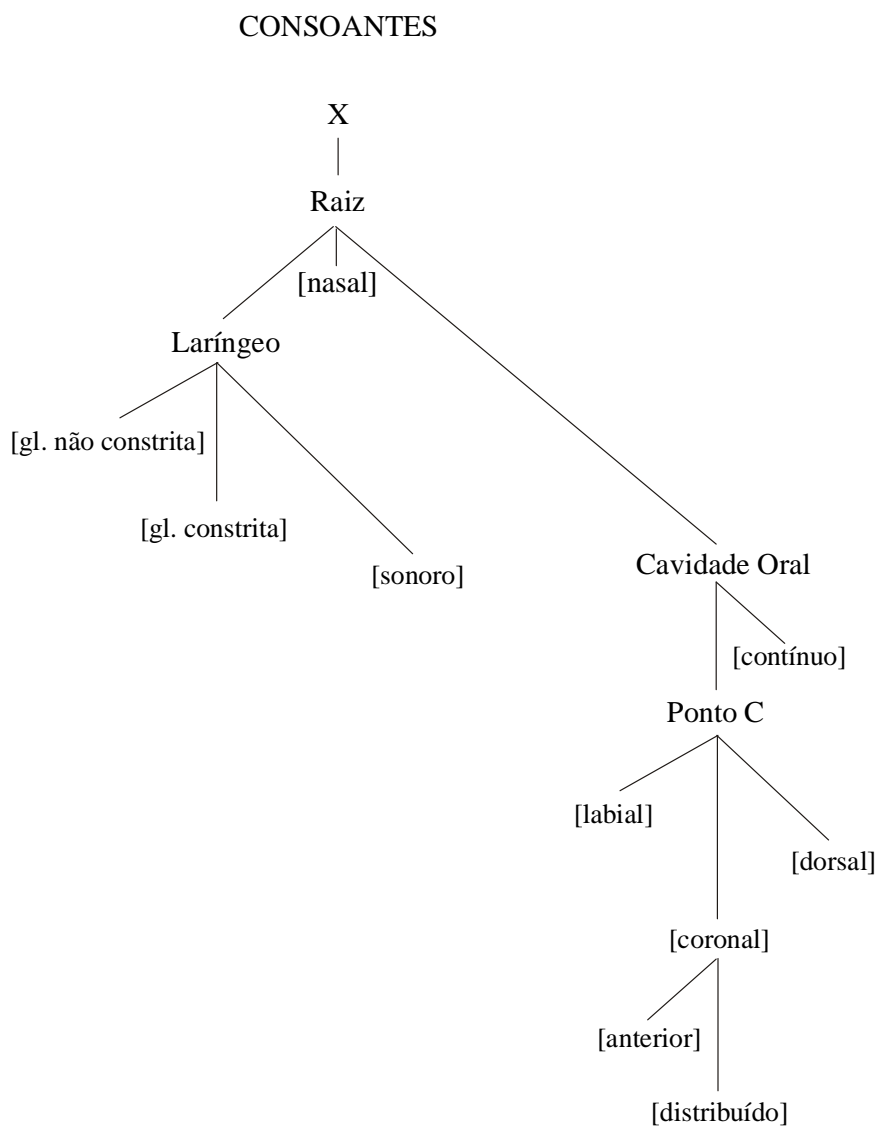 CONSOANTES
X
Raiz
[nasal]
Laríngeo
[gl. não constrita]
[gl. constrita]
[sonoro]
Cavidade Oral
[contínuo]
Ponto C
[labial]
[dorsal]
[coronal]
[anterior]
[distribuído]